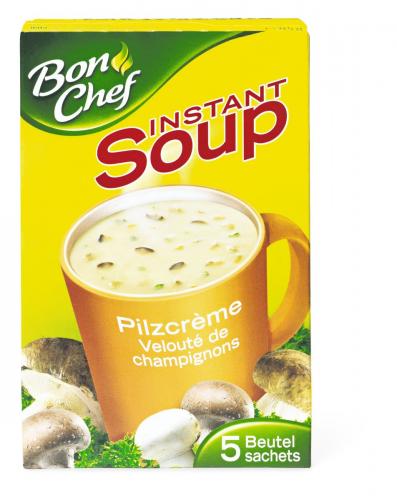 Bon
Chef
INSTANT
Soup
Pilzcrème
Velouté de
champignons
5 Beutel
sachets